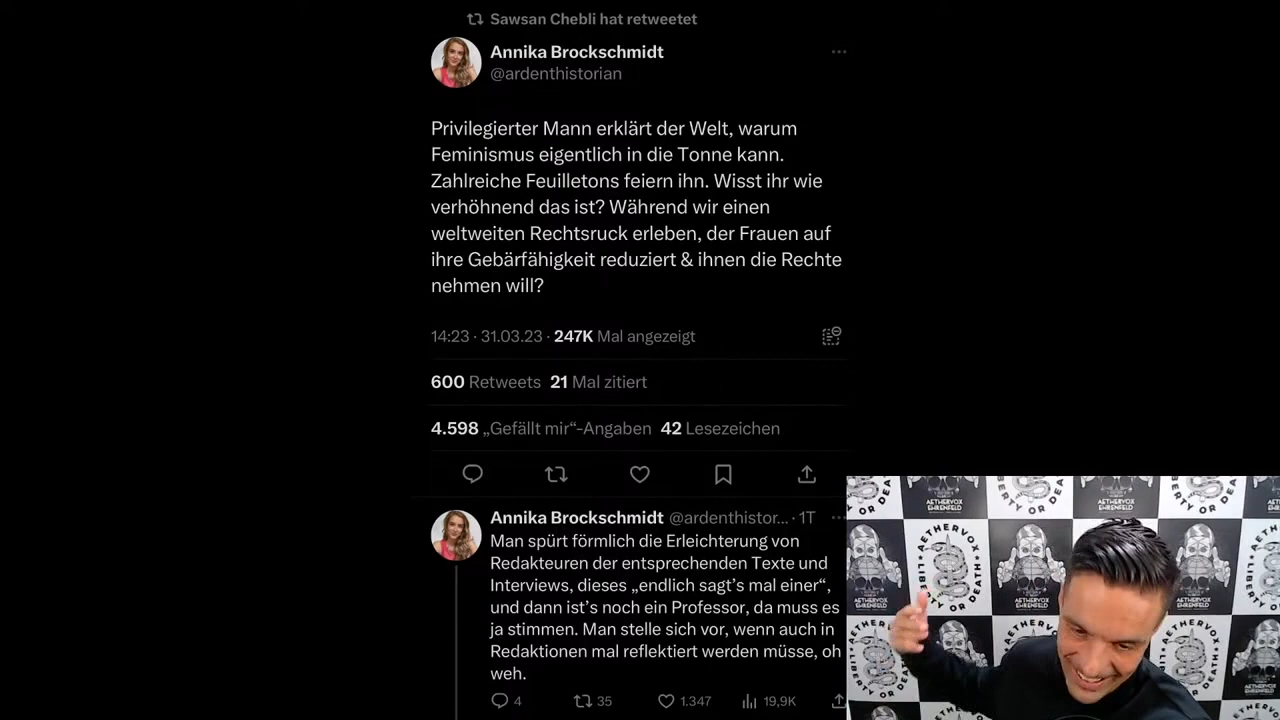 Sawsan Chebli hat retweetet
Annika Brockschmidt
@ardenthistorian
Privilegierter Mann erklärt der Welt, warum
Feminismus eigentlich in die Tonne kann.
Zahlreiche Feuilletons feiern ihn. Wisst ihr wie
verhöhnend das ist? Während wir einen
weltweiten Rechtsruck erleben, der Frauen auf
ihre Gebärfähigkeit reduziert & ihnen die Rechte
nehmen will?
14:23 · 31.03.23 · 247K Mal angezeigt
600 Retweets 21 Mal zitiert
4.598 „Gefällt mir“-Angaben 42 Lesezeichen
Annika Brockschmidt @ardenthistor... · 1T
Man spürt förmlich die Erleichterung von
Redakteuren der entsprechenden Texte und
Interviews, dieses „endlich sagt’s mal einer“,
und dann ist’s noch ein Professor, da muss es
ja stimmen. Man stelle sich vor, wenn auch in
Redaktionen mal reflektiert werden müsse, oh
weh.
4 35 1.347 19,9K
AETHERVOX
EHRENFELD
AETHERVOX
LIBERTY OR DEATH